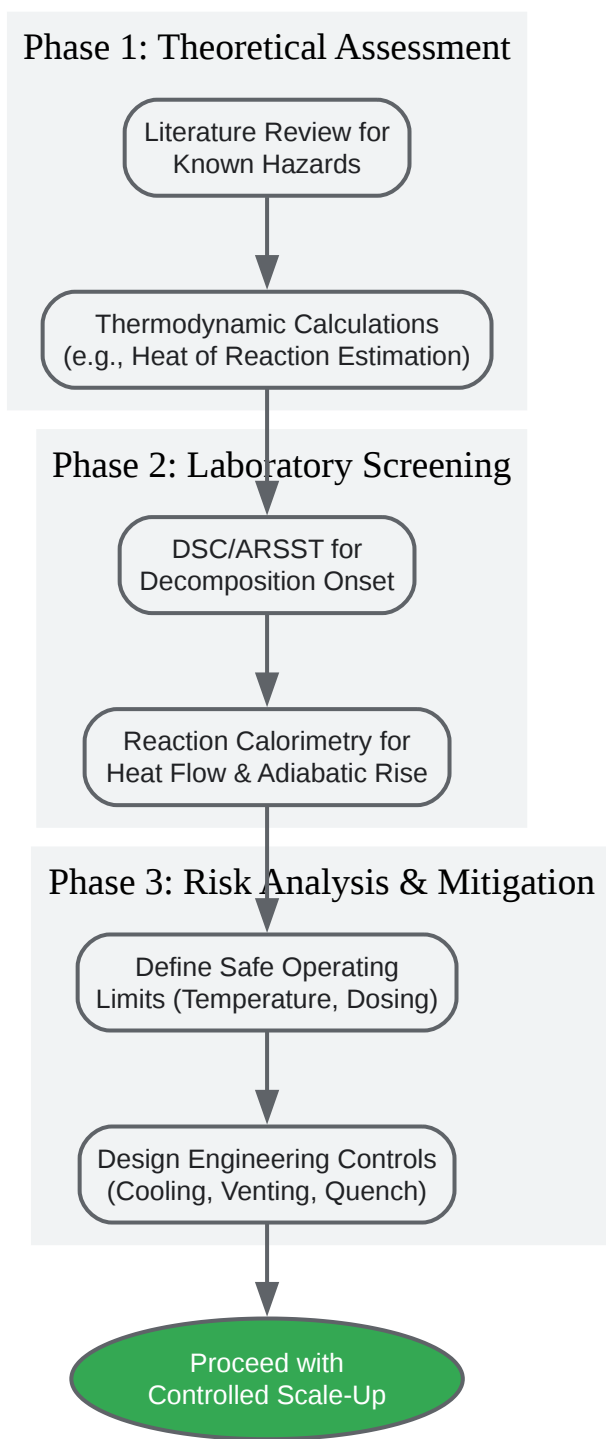 Phase 1: Theoretical Assessment
Literature Review for
Known Hazards
Thermodynamic Calculations
(e.g., Heat of Reaction Estimation)
Phase 2: Laboratory Screening
DSC/ARSST for
Decomposition Onset
Reaction Calorimetry for
Heat Flow & Adiabatic Rise
Phase 3: Risk Analysis & Mitigation
Define Safe Operating
Limits (Temperature, Dosing)
Design Engineering Controls
(Cooling, Venting, Quench)
Proceed with
Controlled Scale-Up